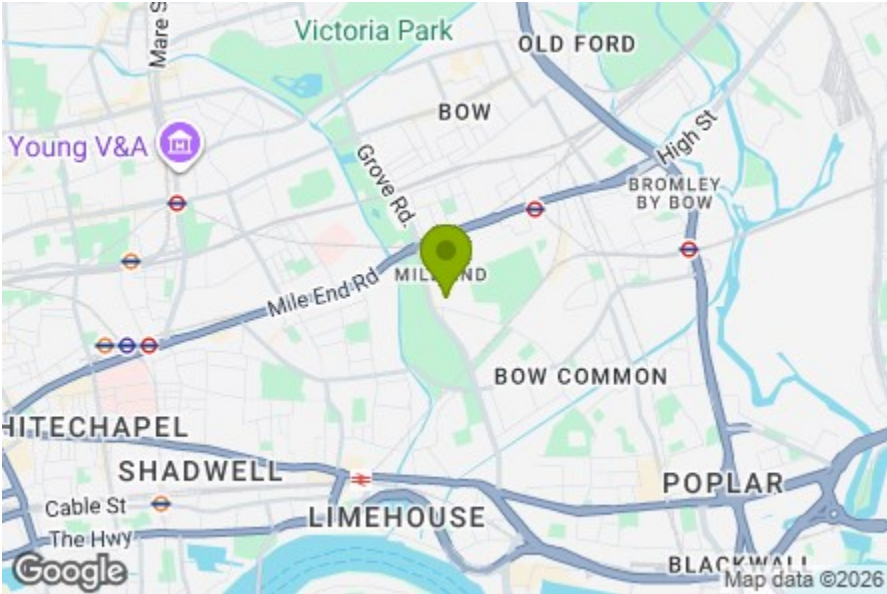 Mare S
Victoria Park
OLD FORD
BOW
Young V&A
High St
Grove Rd.
BROMLEY
BY BOW
MILE END
Mile End Rd
BOW COMMON
HITECHAPEL
SHADWELL
POPLAR
Cable St
LIMEHOUSE
The Hwy
BLACKWALL
Google
Map data ©2026